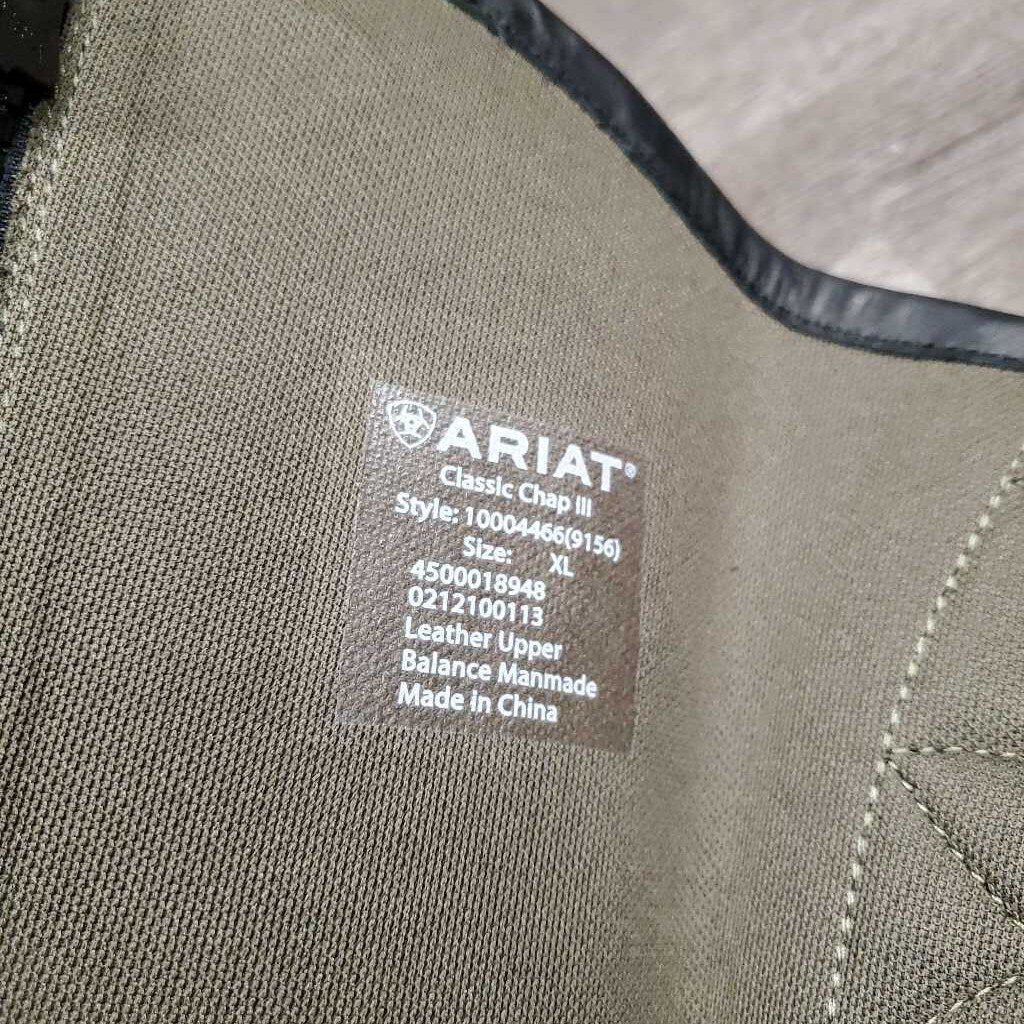 ARIAT®
Classic Chap III
Style: 10004466(9156)
Size: XL
4500018948
0212100113
Leather Upper
Balance Manmade
Made in China